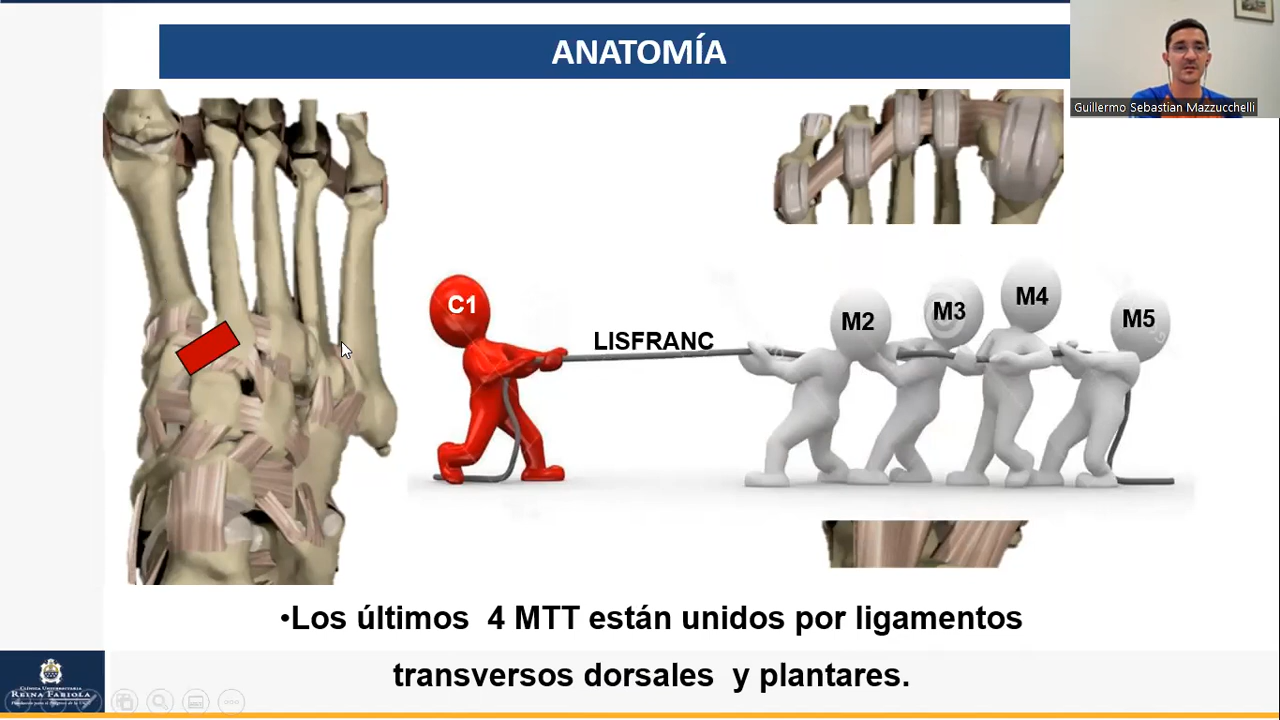 ANATOMÍA
Guillermo Sebastian Mazzucchelli
C1
LISFRANC
M2
M3
M4
M5
•Los últimos  4 MTT están unidos por ligamentos
transversos dorsales  y plantares.
CLÍNICA UNIVERSITARIA
REINA FABIOLA